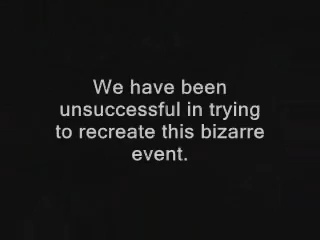 We have been
unsuccessful in trying
to recreate this bizarre
event.